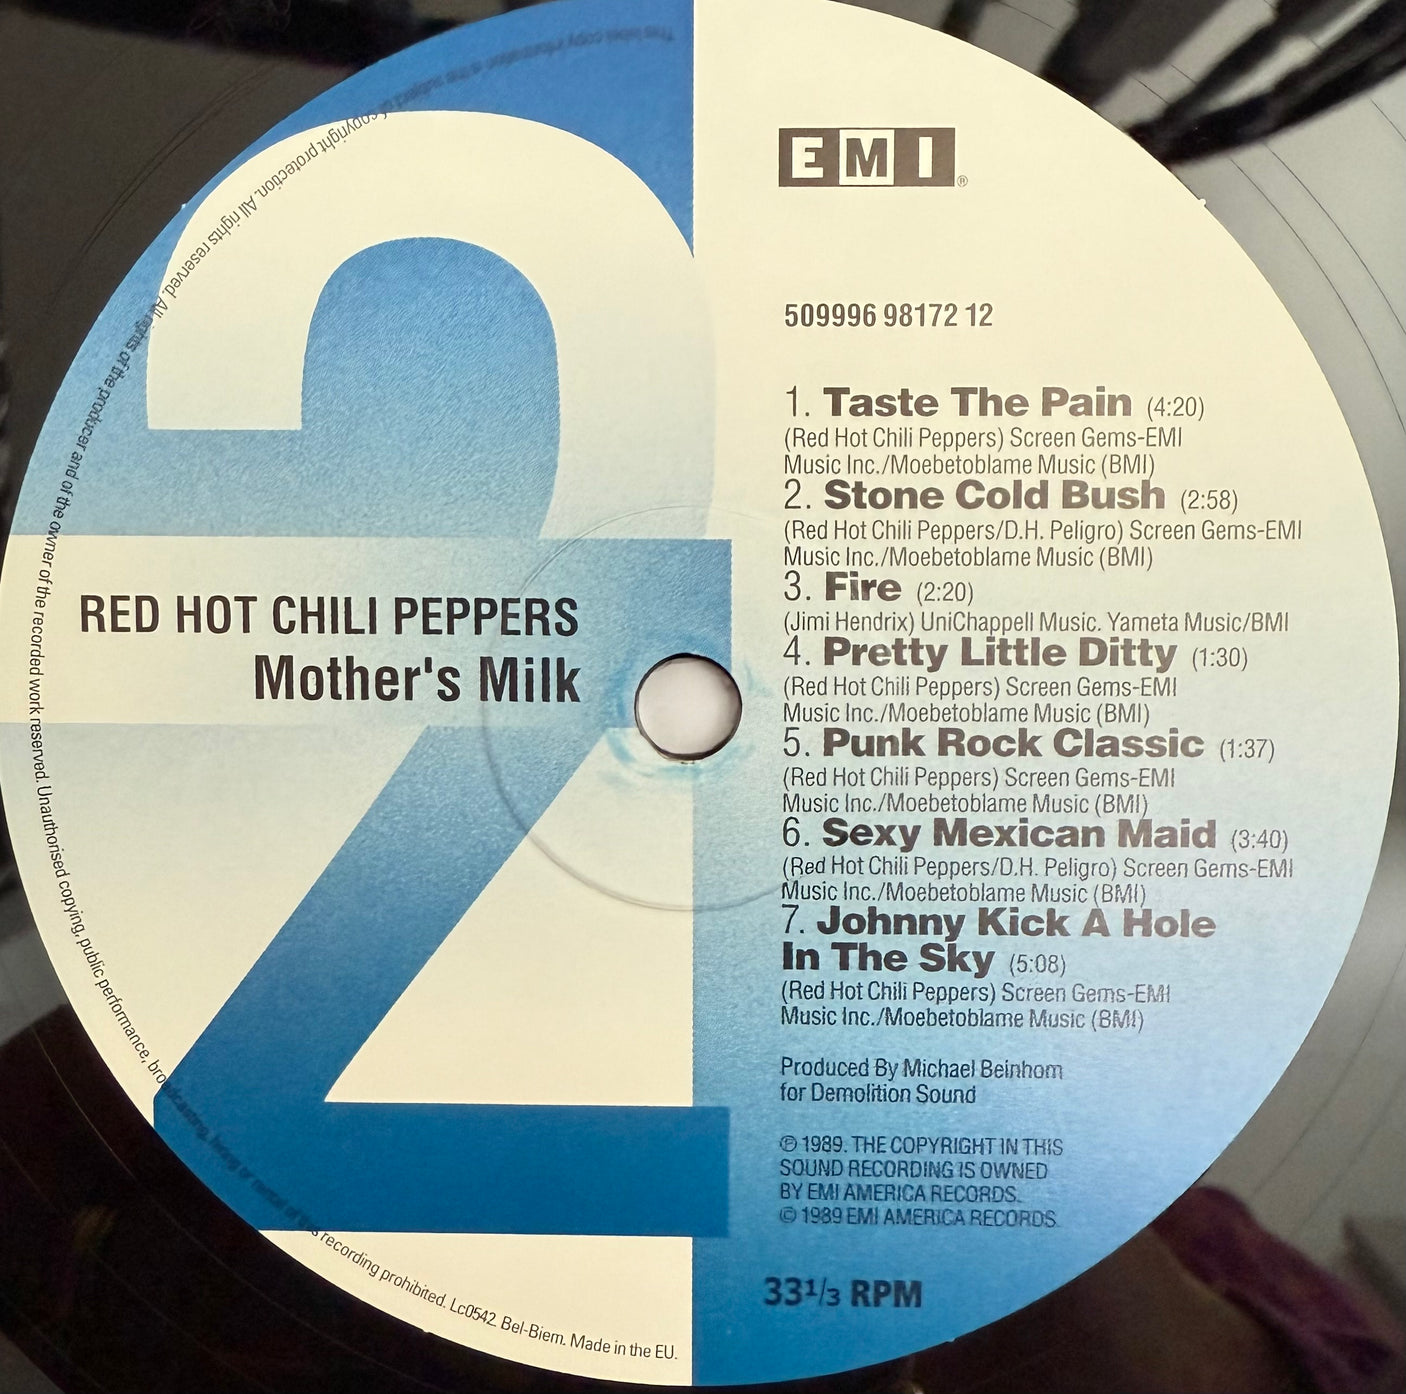 2
EMI®
509996 98172 12
1. Taste The Pain (4:20)
(Red Hot Chili Peppers) Screen Gems-EMI
Music Inc./Moebetoblame Music (BMI)
2. Stone Cold Bush (2:58)
(Red Hot Chili Peppers/D.H. Peligro) Screen Gems-EMI
Music Inc./Moebetoblame Music (BMI)
3. Fire (2:20)
(Jimi Hendrix) UniChappell Music. Yameta Music/BMI
4. Pretty Little Ditty (1:30)
(Red Hot Chili Peppers) Screen Gems-EMI
Music Inc./Moebetoblame Music (BMI)
5. Punk Rock Classic (1:37)
(Red Hot Chili Peppers) Screen Gems-EMI
Music Inc./Moebetoblame Music (BMI)
6. Sexy Mexican Maid (3:40)
(Red Hot Chili Peppers/D.H. Peligro) Screen Gems-EMI
Music Inc./Moebetoblame Music (BMI)
7. Johnny Kick A Hole
In The Sky (5:08)
(Red Hot Chili Peppers) Screen Gems-EMI
Music Inc./Moebetoblame Music (BMI)
Produced By Michael Beinhorn
for Demolition Sound
℗ 1989. THE COPYRIGHT IN THIS
SOUND RECORDING IS OWNED
BY EMI AMERICA RECORDS.
© 1989 EMI AMERICA RECORDS.
33 1/3 RPM
RED HOT CHILI PEPPERS
Mother's Milk
The label copy information is the subject of copyright protection. All rights reserved. All rights of the producer and of the owner of the recorded work reserved. Unauthorised copying, public performance, broadcasting, hiring or rental of this recording prohibited. Lc0542. Bel-Biem. Made in the EU.